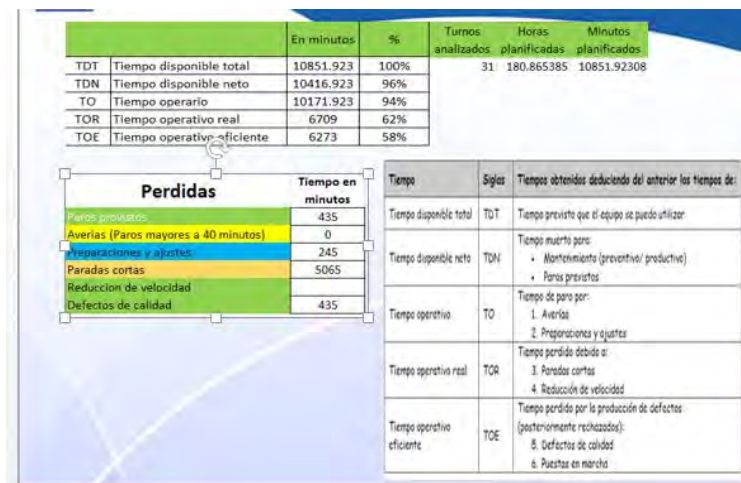 En minutos % Turnos analizados Horas planificadas Minutos planificados
TDT Tiempo disponible total 10851.923 100% 31 180.865385 10851.92308
TDN Tiempo disponible neto 10416.923 96%
TO Tiempo operario 10171.923 94%
TOR Tiempo operativo real 6709 62%
TOE Tiempo operativo eficiente 6273 58%
Perdidas Tiempo en minutos
Paros provistos 435
Averias (Paros mayores a 40 minutos) 0
Preparaciones y ajustes 245
Paradas cortas 5065
Reduccion de velocidad
Defectos de calidad 435
Tiempo Siglas Tiempos obtenidos deduciendo del anterior los tiempos de:
Tiempo disponible total TDT Tiempo previsto que el equipo se puede utilizar
Tiempo disponible neto TDN Tiempo muerto para:
• Mantenimiento (preventivo/ productivo)
• Paros previstos
Tiempo operativo TO Tiempo de paro por:
1. Averías
2. Preparaciones y ajustes
Tiempo operativo real TOR Tiempo perdido debido a:
3. Paradas cortas
4. Reducción de velocidad
Tiempo operativo eficiente TOE Tiempo perdido por la producción de defectos
(posteriormente rechazados):
5. Defectos de calidad
6. Puestas en marcha